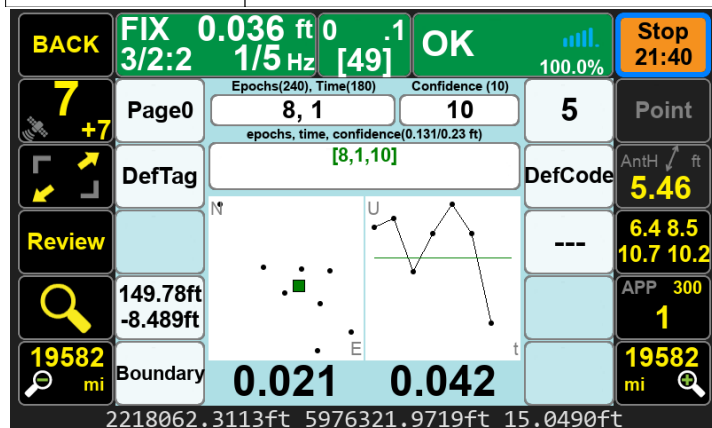 BACK
FIX 0.036 ft
3/2:2 1/5 Hz
0 .1
[49]
OK
100.0%
Stop
21:40
7
+7
Page0
Epochs(240), Time(180)
8, 1
Confidence (10)
10
5
Point
epochs, time, confidence(0.131/0.23 ft)
[8,1,10]
DefTag
DefCode
AntH ft
5.46
Review
N
E
U
t
---
6.4 8.5
10.7 10.2
149.78ft
-8.489ft
APP 300
1
19582
mi
Boundary
0.021 0.042
19582
mi
2218062.3113ft 5976321.9719ft 15.0490ft